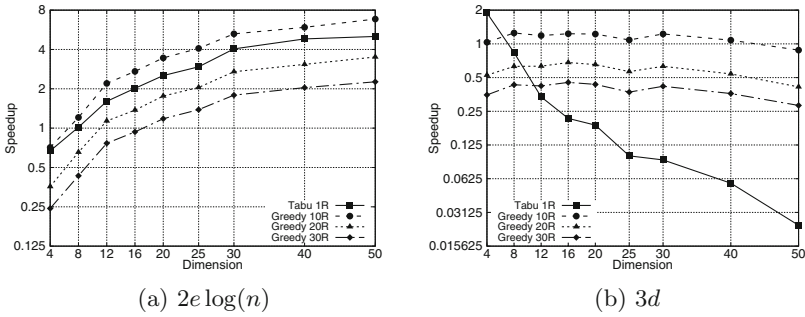 8
4
2
1
0.5
0.25
0.125
Speedup
Tabu 1R
Greedy 10R
Greedy 20R
Greedy 30R
4 8 12 16 20 25 30 40 50
Dimension
(a) 2e log(n)
2
1
0.5
0.25
0.125
0.0625
0.03125
0.015625
Speedup
Tabu 1R
Greedy 10R
Greedy 20R
Greedy 30R
4 8 12 16 20 25 30 40 50
Dimension
(b) 3d